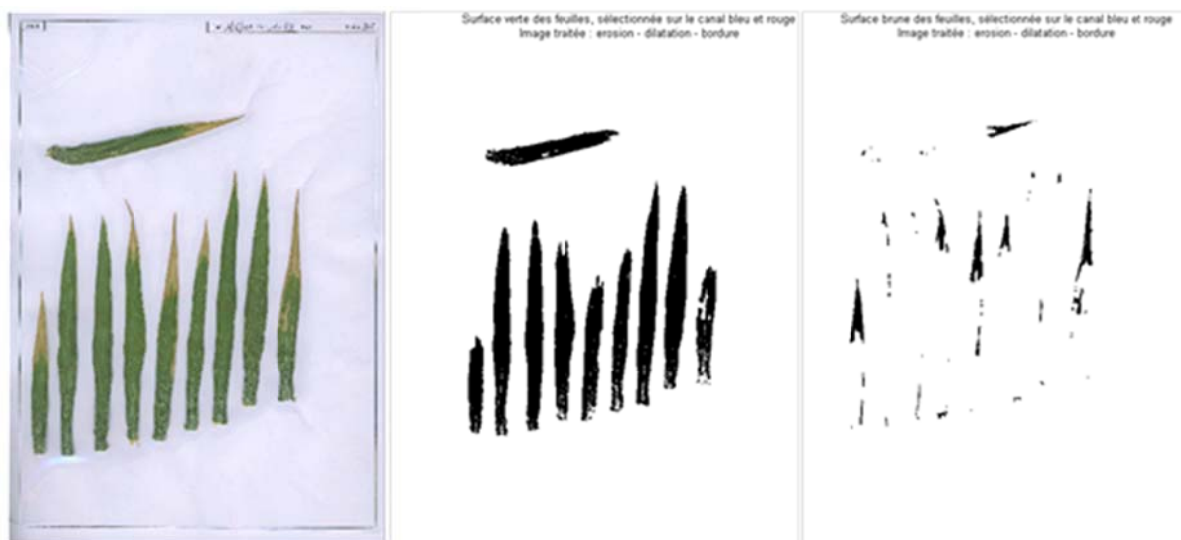 Surface verte des feuilles, sélectionnée sur le canal bleu et rouge
Image traitée : erosion - dilatation - bordure
Surface brune des feuilles, sélectionnée sur le canal bleu et rouge
Image traitée : erosion - dilatation - bordure